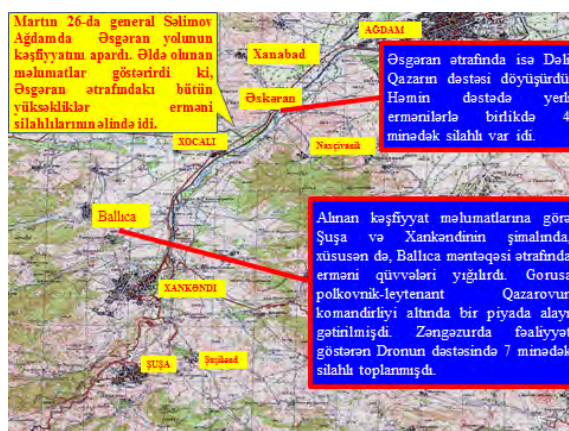 Martın 26-da general Səlimov
Ağdamda Əsgəran yolunun
kəşfiyyatını apardı. Əldə olunan
məlumatlar göstərirdi ki,
Əsgəran ətrafındakı bütün
yüksəkliklər erməni
silahlılarının əlində idi.
AĞDAM
Xanabad
Əskəran
Əsgəran ətrafında isə Dəli
Qazarın dəstəsi döyüşürdü
Həmin dəstədə yerli
ermənilərlə birlikdə 4
minədək silahlı var idi.
XOCALI
Naxçıvanik
Ballıca
Alınan kəşfiyyat məlumatlarına görə
Şuşa və Xankəndinin şimalında,
xüsusən də, Ballıca məntəqəsi ətrafında
erməni qüvvələri yığılırdı. Gorusa
polkovnik-leytenant Qazarovun
komandirliyi altında bir piyada alayı
gətirilmişdi. Zəngəzurda fəaliyyət
göstərən Dronun dəstəsində 7 minədək
silahlı toplanmışdı.
XANKƏNDİ
ŞUŞA
Şuşikənd